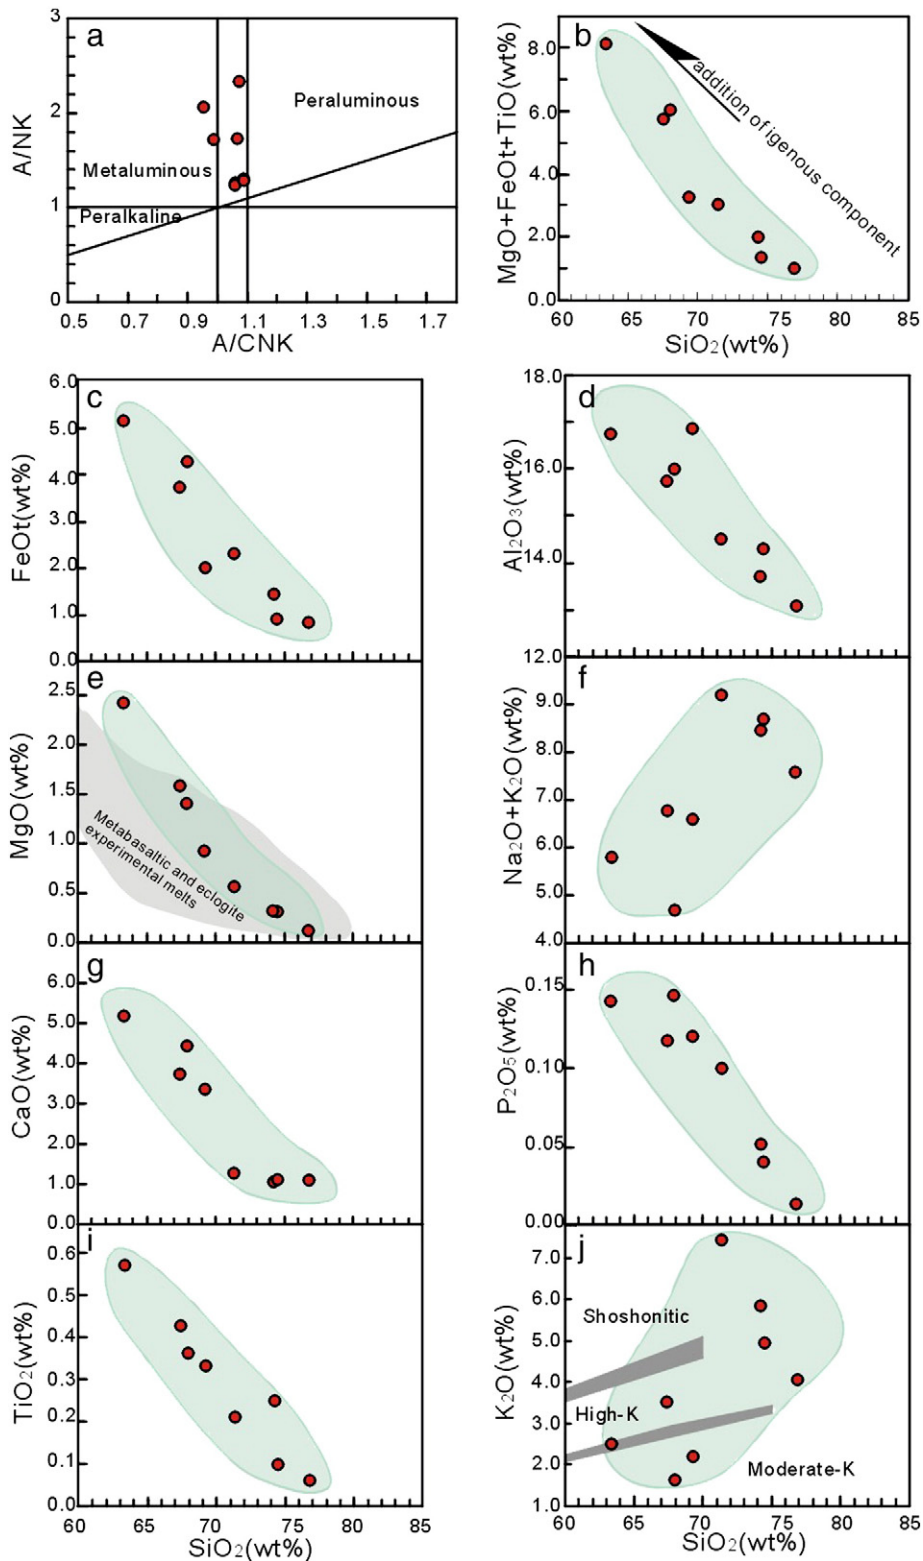 a
3
2
1
0
A/NK
Peraluminous
Metaluminous
Peralkaline
0.5 0.7 0.9 1.1 1.3 1.5 1.7
A/CNK
b
8.0
6.0
4.0
2.0
0.0
MgO+FeOt+TiO(wt%)
addition of igenous component
60 65 70 75 80 85
SiO₂(wt%)
c
6.0
5.0
4.0
3.0
2.0
1.0
0.0
FeOt(wt%)
d
18.0
16.0
14.0
12.0
Al₂O₃(wt%)
e
2.5
2.0
1.5
1.0
0.5
0.0
MgO(wt%)
Metabasaltic and eclogite
experimental melts
f
9.0
8.0
7.0
6.0
5.0
4.0
Na₂O+K₂O(wt%)
g
6.0
5.0
4.0
3.0
2.0
1.0
0.0
CaO(wt%)
h
0.15
0.10
0.05
0.00
P₂O₅(wt%)
i
0.6
0.5
0.4
0.3
0.2
0.1
0.0
TiO₂(wt%)
60 65 70 75 80 85
SiO₂(wt%)
j
7.0
6.0
5.0
4.0
3.0
2.0
1.0
K₂O(wt%)
Shoshonitic
High-K
Moderate-K
60 65 70 75 80 85
SiO₂(wt%)